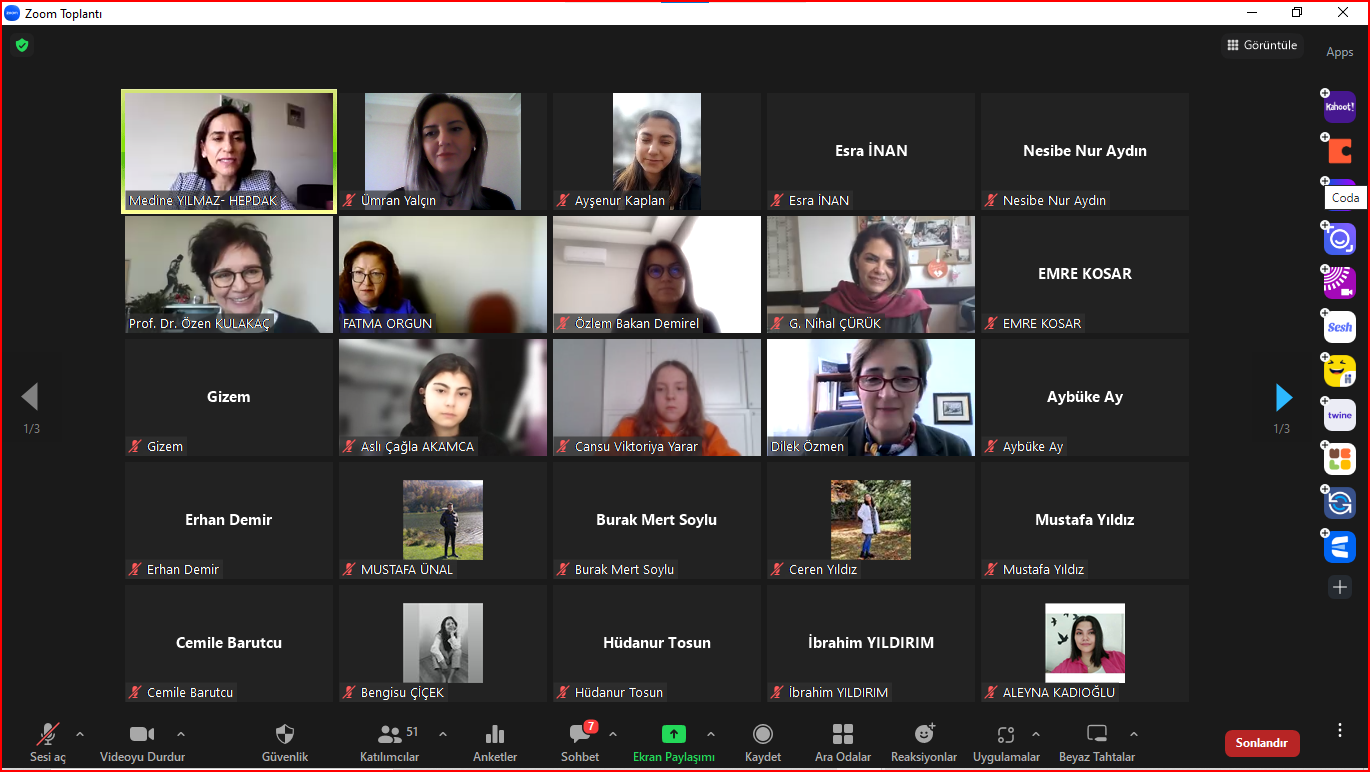 zoom Zoom Toplantı
Görüntüle
Apps
Medine YILMAZ- HEPDAK
Ümran Yalçın
Ayşenur Kaplan
Esra İNAN
Esra İNAN
Nesibe Nur Aydın
Nesibe Nur Aydın
Kahoot!
Coda
Prof. Dr. Özen KULAKAÇ
FATMA ORGUN
Özlem Bakan Demirel
G. Nihal ÇÜRÜK
EMRE KOSAR
EMRE KOSAR
Sesh
Gizem
Gizem
Aslı Çağla AKAMCA
Cansu Viktoriya Yarar
Dilek Özmen
Aybüke Ay
Aybüke Ay
twine
1/3
1/3
Erhan Demir
Erhan Demir
MUSTAFA ÜNAL
Burak Mert Soylu
Burak Mert Soylu
Ceren Yıldız
Mustafa Yıldız
Mustafa Yıldız
Cemile Barutcu
Cemile Barutcu
Bengisu ÇİÇEK
Hüdanur Tosun
Hüdanur Tosun
İbrahim YILDIRIM
İbrahim YILDIRIM
ALEYNA KADIOĞLU
Sesi aç
Videoyu Durdur
Güvenlik
51
Katılımcılar
Anketler
7
Sohbet
Ekran Paylaşımı
Kaydet
Ara Odalar
Reaksiyonlar
Uygulamalar
Beyaz Tahtalar
Sonlandır